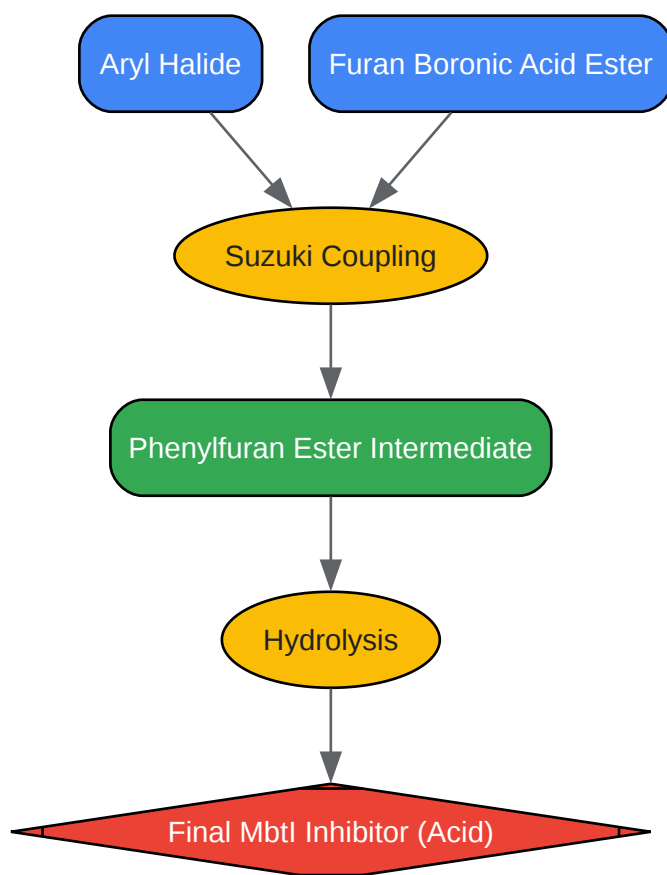 Aryl Halide
Furan Boronic Acid Ester
Suzuki Coupling
Phenylfuran Ester Intermediate
Hydrolysis
Final MbtI Inhibitor (Acid)